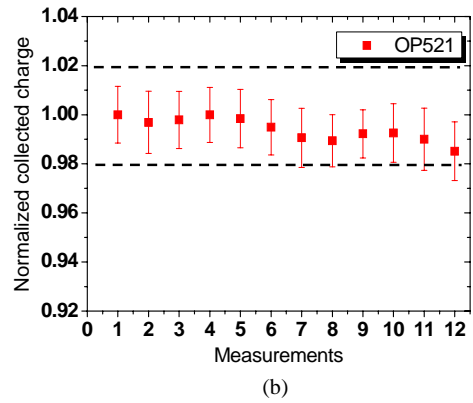 1.04
OP521
1.02
1.00
0.98
0.96
0.94
0.92
Normalized collected charge
0 1 2 3 4 5 6 7 8 9 10 11 12
Measurements
(b)